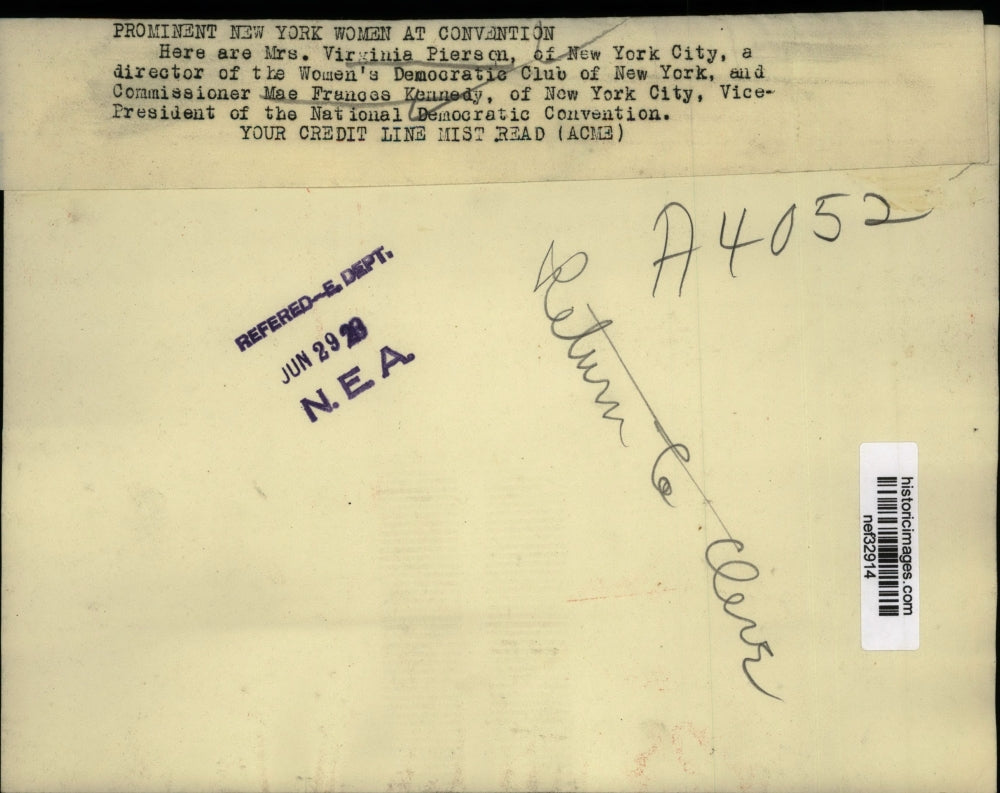 PROMINENT NEW YORK WOMEN AT CONVENTION
Here are Mrs. Virginia Pierson, of New York City, a
director of the Women's Democratic Club of New York, and
Commissioner Mae Frances Kennedy, of New York City, Vice-
President of the National Democratic Convention.
YOUR CREDIT LINE MIST READ (ACME)
A4052
REFERED-E. DEPT.
JUN 29 28
N. E A.
Return to Cleve
historicimages.com
nef32914